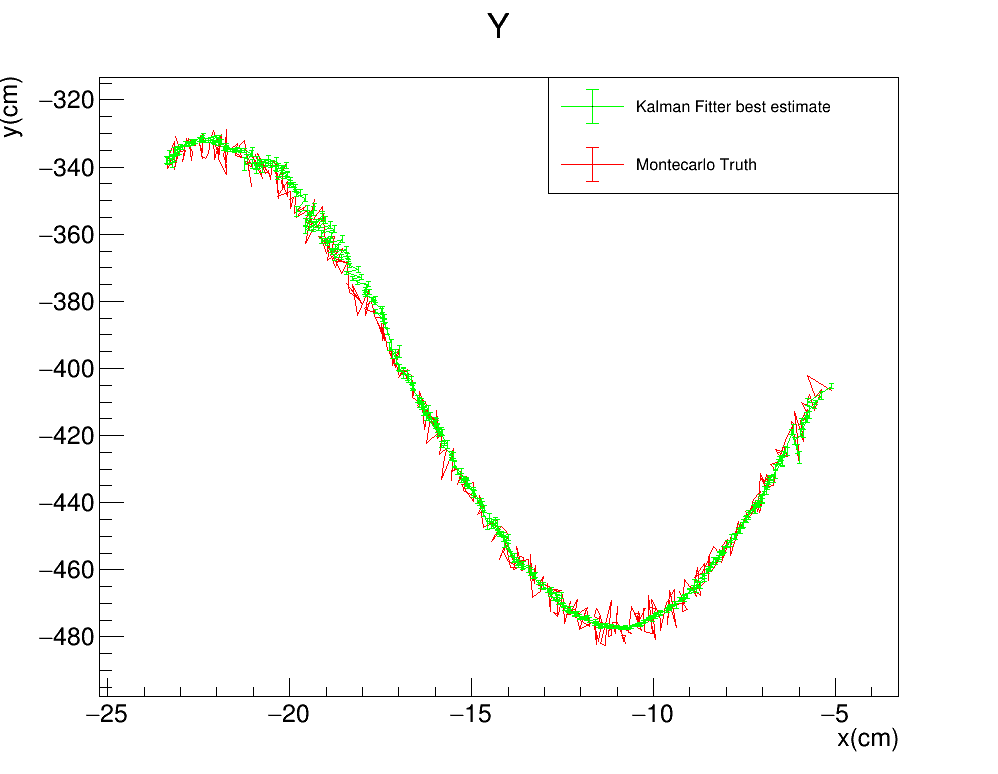 Y
y(cm)
−320
−340
−360
−380
−400
−420
−440
−460
−480
Kalman Fitter best estimate
Montecarlo Truth
−25 −20 −15 −10 −5
x(cm)